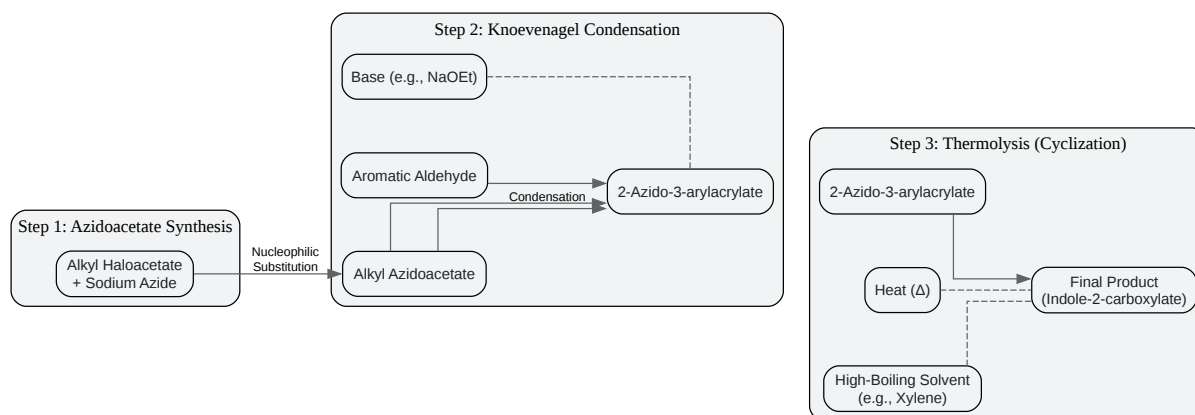 Step 1: Azidoacetate Synthesis
Alkyl Haloacetate
+ Sodium Azide
Nucleophilic
Substitution
Step 2: Knoevenagel Condensation
Base (e.g., NaOEt)
Aromatic Aldehyde
Condensation
2-Azido-3-arylacrylate
Alkyl Azidoacetate
Step 3: Thermolysis (Cyclization)
2-Azido-3-arylacrylate
Heat (Δ)
Final Product
(Indole-2-carboxylate)
High-Boiling Solvent
(e.g., Xylene)